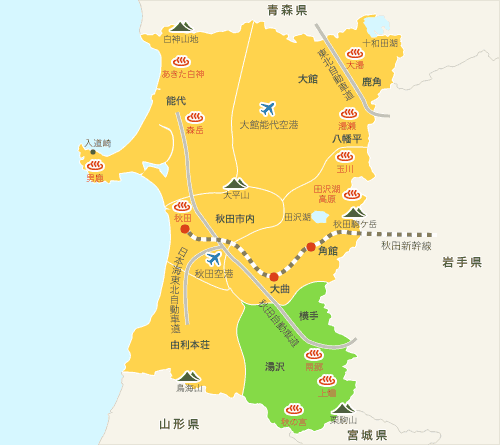 青森県
白神山地
十和田湖
あきた白神
東北自動車道
大湯
大館
鹿角
能代
大館能代空港
湯瀬
森岳
八幡平
入道崎
玉川
男鹿
大平山
田沢湖
高原
秋田
秋田市内
田沢湖
秋田駒ケ岳
角館
秋田新幹線
日本海東北自動車道
秋田空港
岩手県
大曲
秋田自動車道
横手
由利本荘
湯沢
鳥海山
上畑
秋の宮
栗駒山
山形県
宮城県